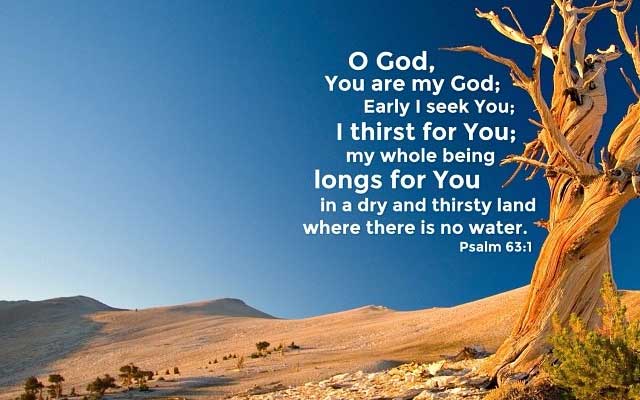 O God,
You are my God;
Early I seek You;
I thirst for You;
my whole being
longs for You
in a dry and thirsty land
where there is no water.
Psalm 63:1